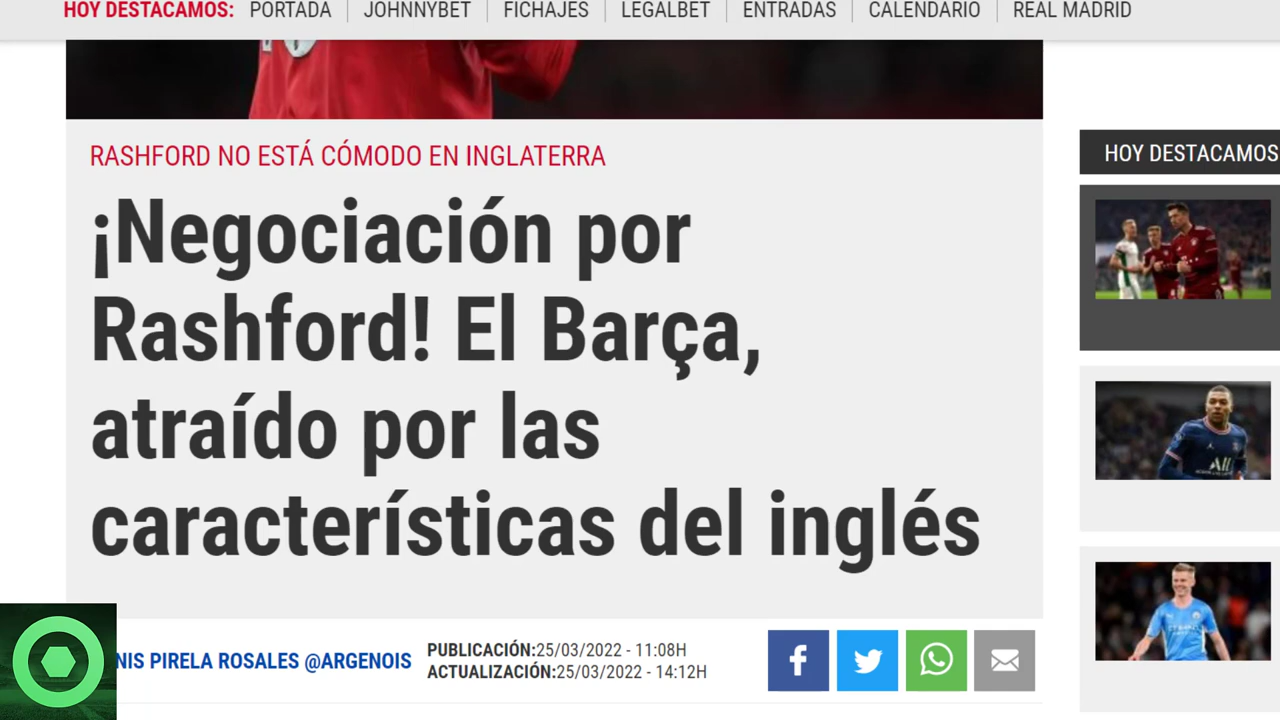 HOY DESTACAMOS: PORTADA JOHNNYBET FICHAJES LEGALBET ENTRADAS CALENDARIO REAL MADRID
RASHFORD NO ESTÁ CÓMODO EN INGLATERRA
¡Negociación por
Rashford! El Barça,
atraído por las
características del inglés
NIS PIRELA ROSALES @ARGENOIS
PUBLICACIÓN:25/03/2022 - 11:08H
ACTUALIZACIÓN:25/03/2022 - 14:12H
HOY DESTACAMOS